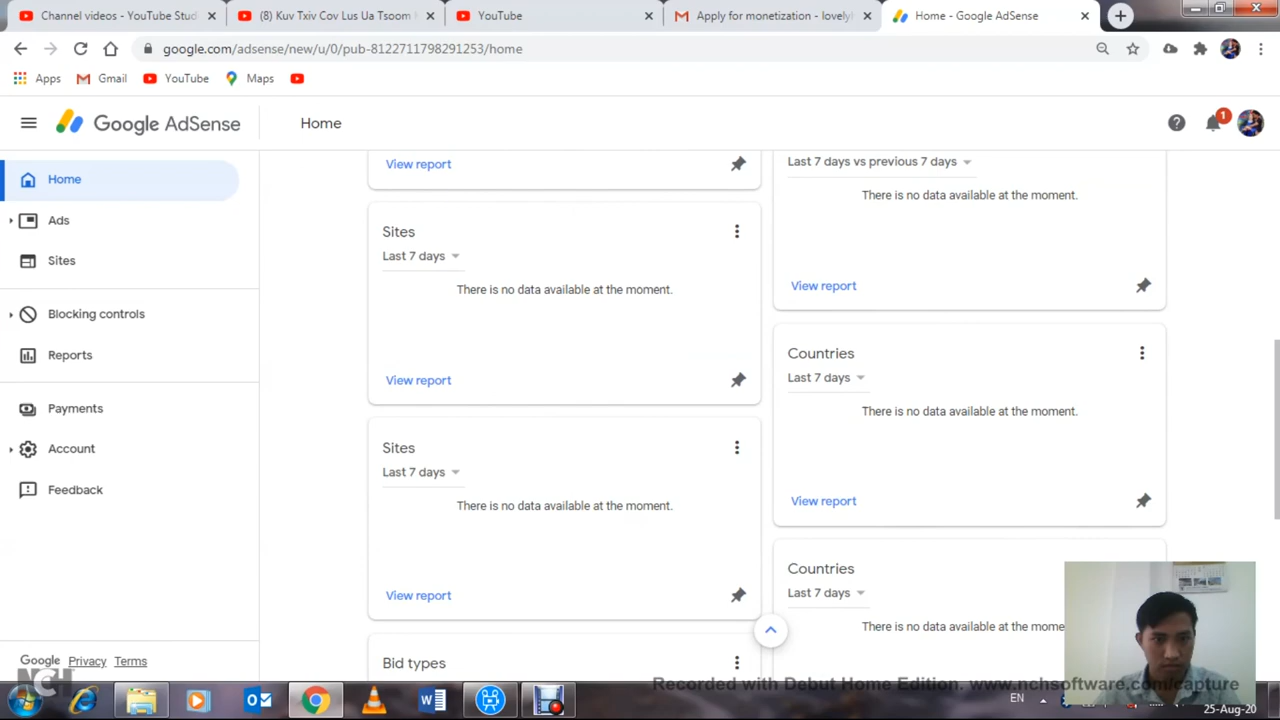 Channel videos - YouTube Stud
(8) Kuv Txiv Cov Lus Ua Tsoom
YouTube
Apply for monetization - lovely
Home - Google AdSense
google.com/adsense/new/u/0/pub-8122711798291253/home
Apps
Gmail
YouTube
Maps
Google AdSense
Home
1
Home
Ads
Sites
Blocking controls
Reports
Payments
Account
Feedback
Google
Privacy
Terms
View report
Sites
Last 7 days
There is no data available at the moment.
View report
Sites
Last 7 days
There is no data available at the moment.
View report
Bid types
Last 7 days vs previous 7 days
There is no data available at the moment.
View report
Countries
Last 7 days
There is no data available at the moment.
View report
Countries
Last 7 days
There is no data available at the mome
NCH
Recorded with Debut Home Edition. www.nchsoftware.com/capture
EN
25-Aug-20